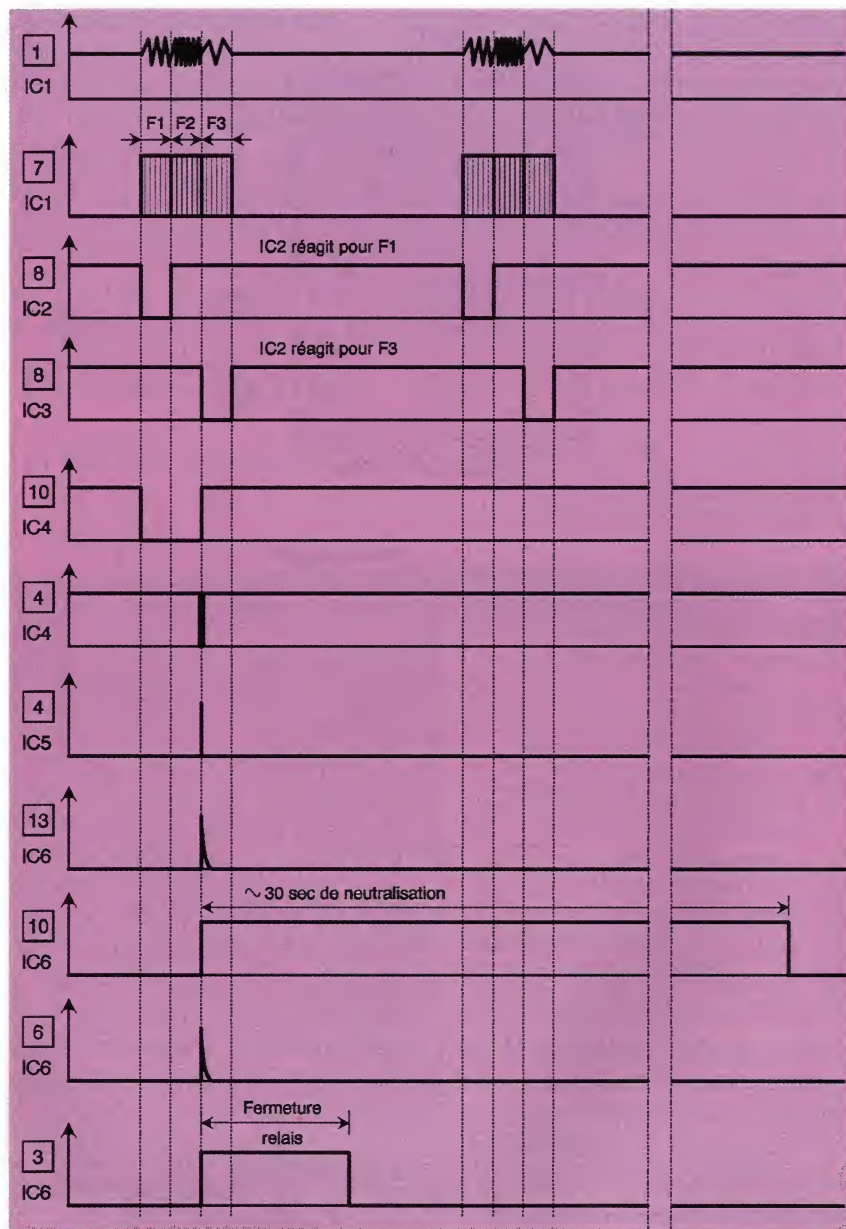 1
IC1
F1 F2 F3
7
IC1
IC2 réagit pour F1
8
IC2
IC2 réagit pour F3
8
IC3
10
IC4
4
IC4
4
IC5
13
IC6
~ 30 sec de neutralisation
10
IC6
6
IC6
Fermeture
relais
3
IC6